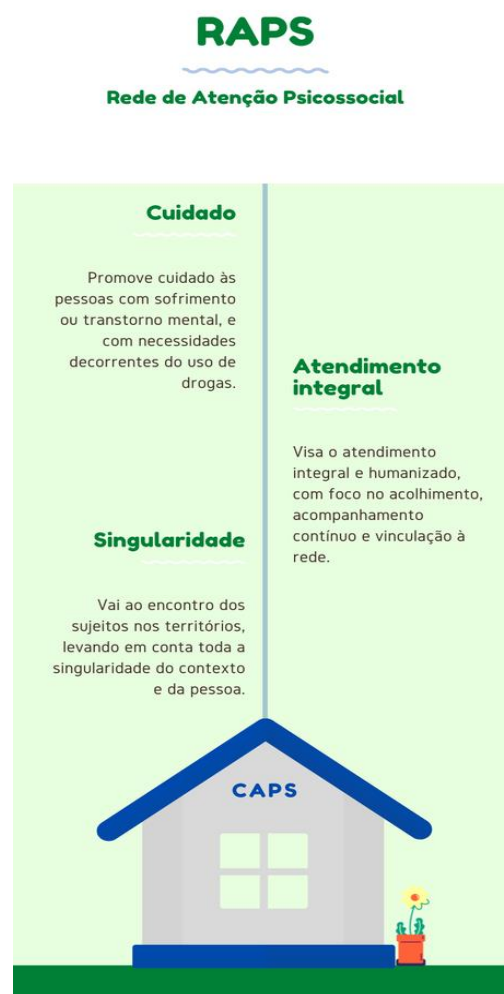 RAPS
Rede de Atenção Psicossocial
Cuidado
Promove cuidado às
pessoas com sofrimento
ou transtorno mental, e
com necessidades
decorrentes do uso de
drogas.
Atendimento
integral
Visa o atendimento
integral e humanizado,
com foco no acolhimento,
acompanhamento
contínuo e vinculação à
rede.
Singularidade
Vai ao encontro dos
sujeitos nos territórios,
levando em conta toda a
singularidade do contexto
e da pessoa.
CAPS